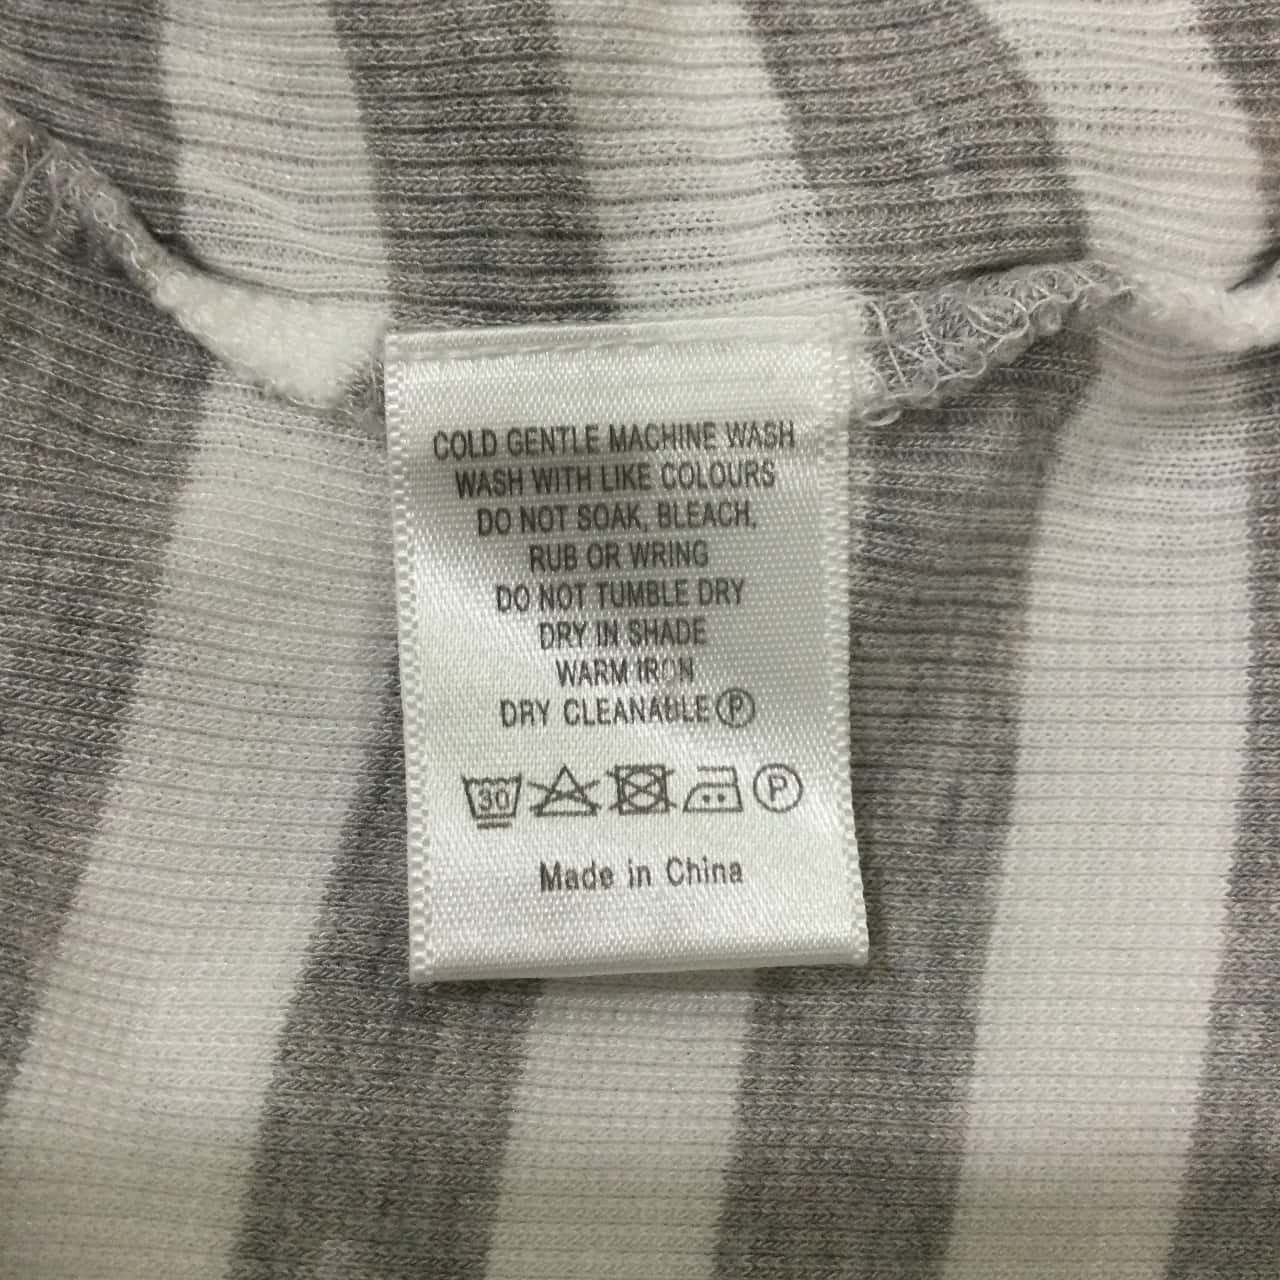 COLD GENTLE MACHINE WASH
WASH WITH LIKE COLOURS
DO NOT SOAK, BLEACH,
RUB OR WRING
DO NOT TUMBLE DRY
DRY IN SHADE
WARM IRON
DRY CLEANABLE Ⓟ
30 Ⓟ
Made in China